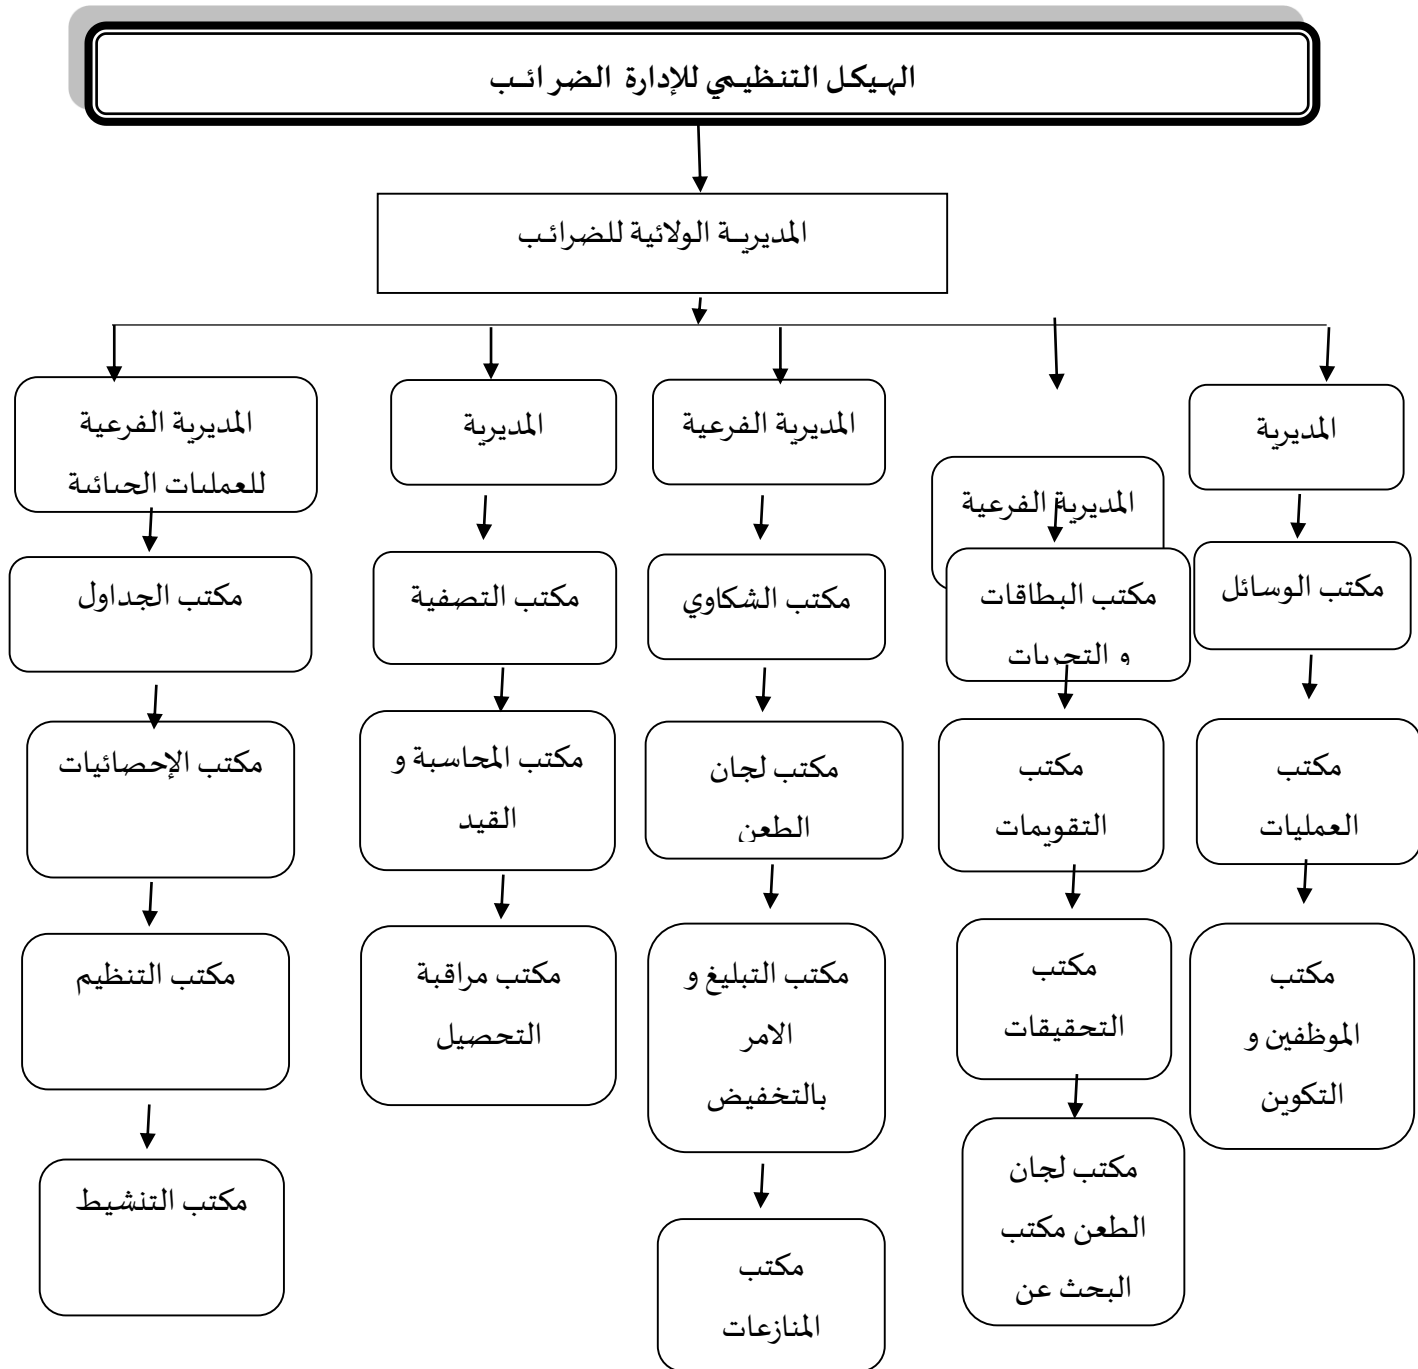 الهيكل التنظيمي للإدارة الضرائب
المديرية الولائية للضرائب
المديرية
مكتب الوسائل
مكتب
العمليات
مكتب
الموظفين و
التكوين
المديرية الفرعية
مكتب البطاقات
و التحريات
مكتب
التقويمات
مكتب
التحقيقات
مكتب لجان
الطعن مكتب
البحث عن
المديرية الفرعية
مكتب الشكاوي
مكتب لجان
الطعن
مكتب التبليغ و
الامر
بالتخفيض
مكتب
المنازعات
المديرية
مكتب التصفية
مكتب المحاسبة و
القيد
مكتب مراقبة
التحصيل
المديرية الفرعية
للعمليات الجبائية
مكتب الجداول
مكتب الإحصائيات
مكتب التنظيم
مكتب التنشيط